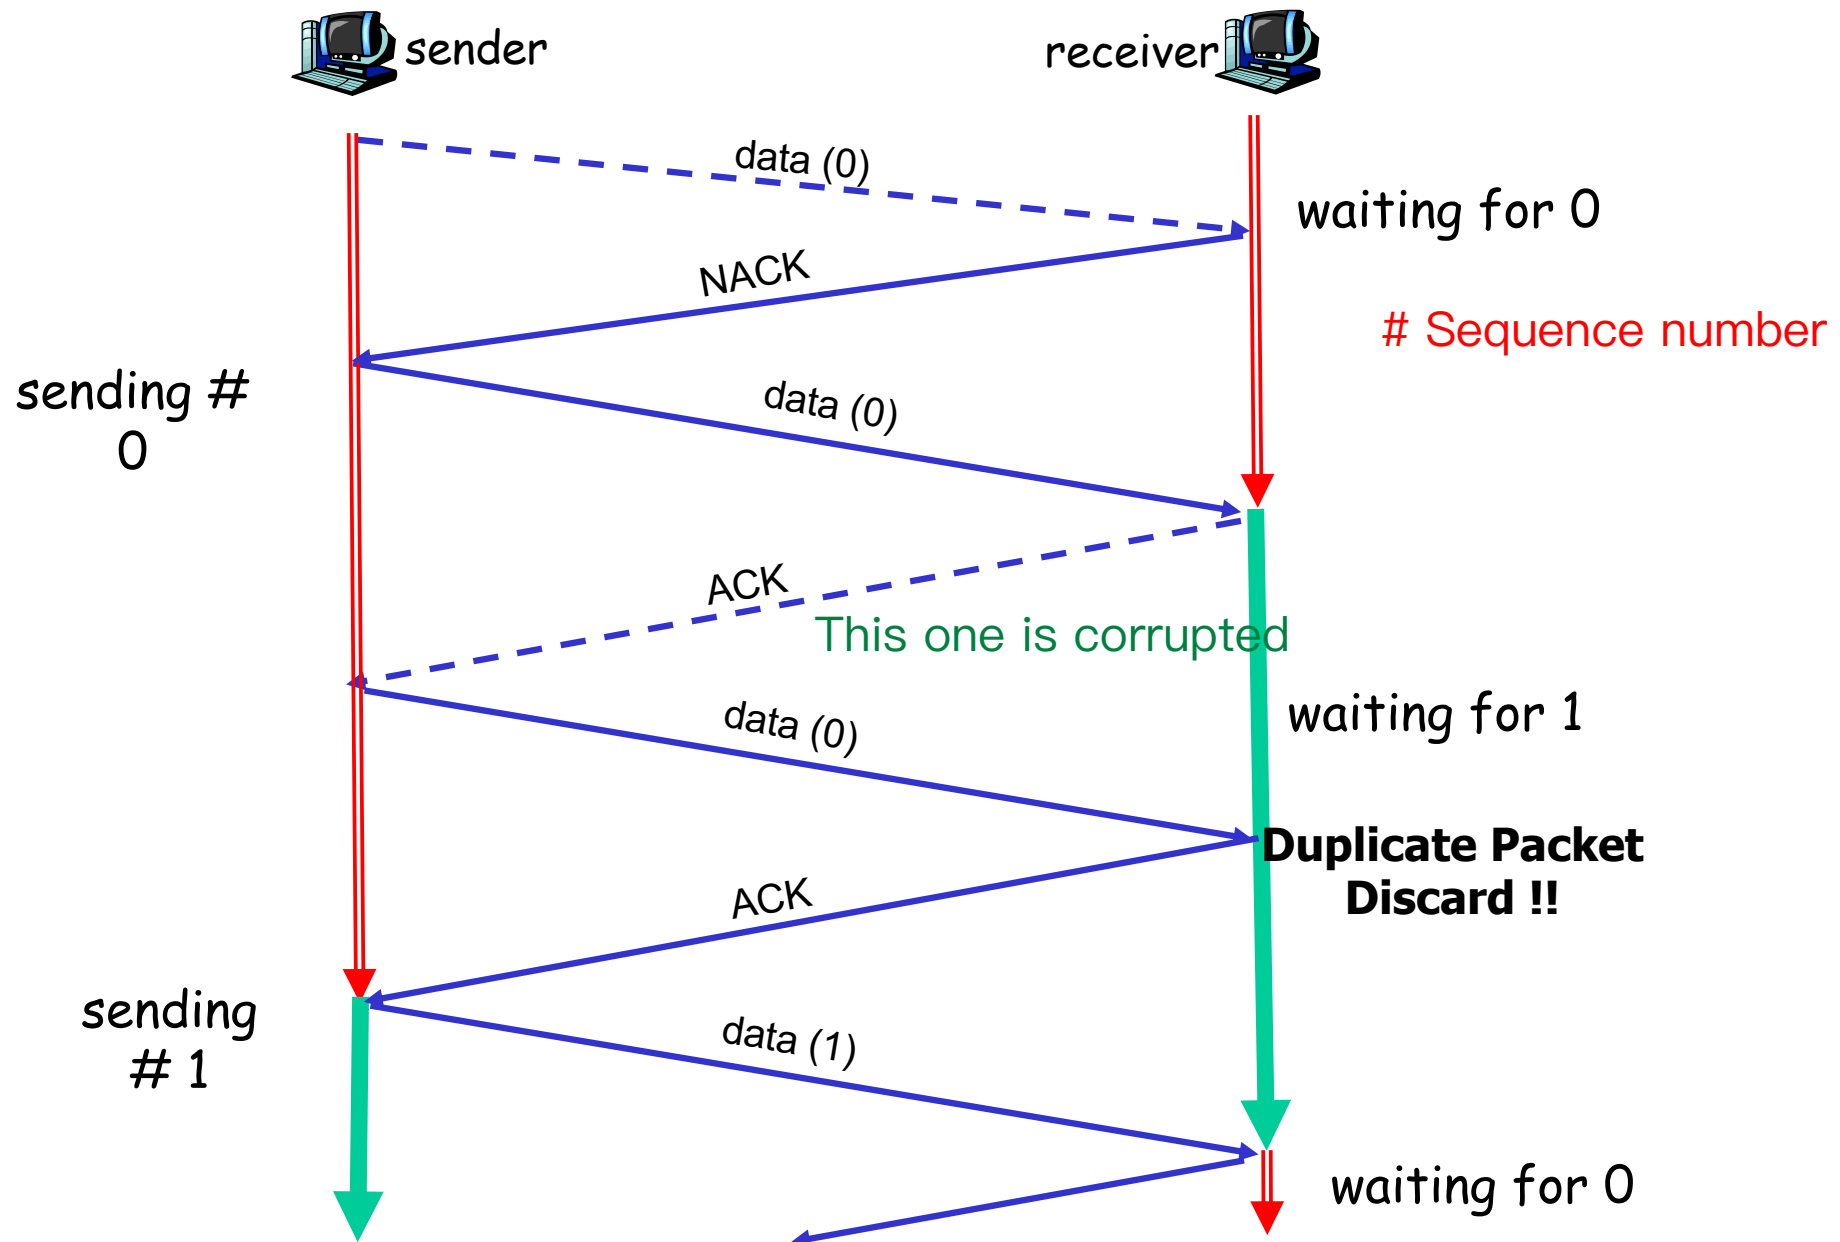 sender
receiver
data (0)
waiting for 0
NACK
# Sequence number
sending #
0
data (0)
ACK
This one is corrupted
waiting for 1
data (0)
Duplicate Packet
Discard !!
ACK
sending
# 1
data (1)
waiting for 0